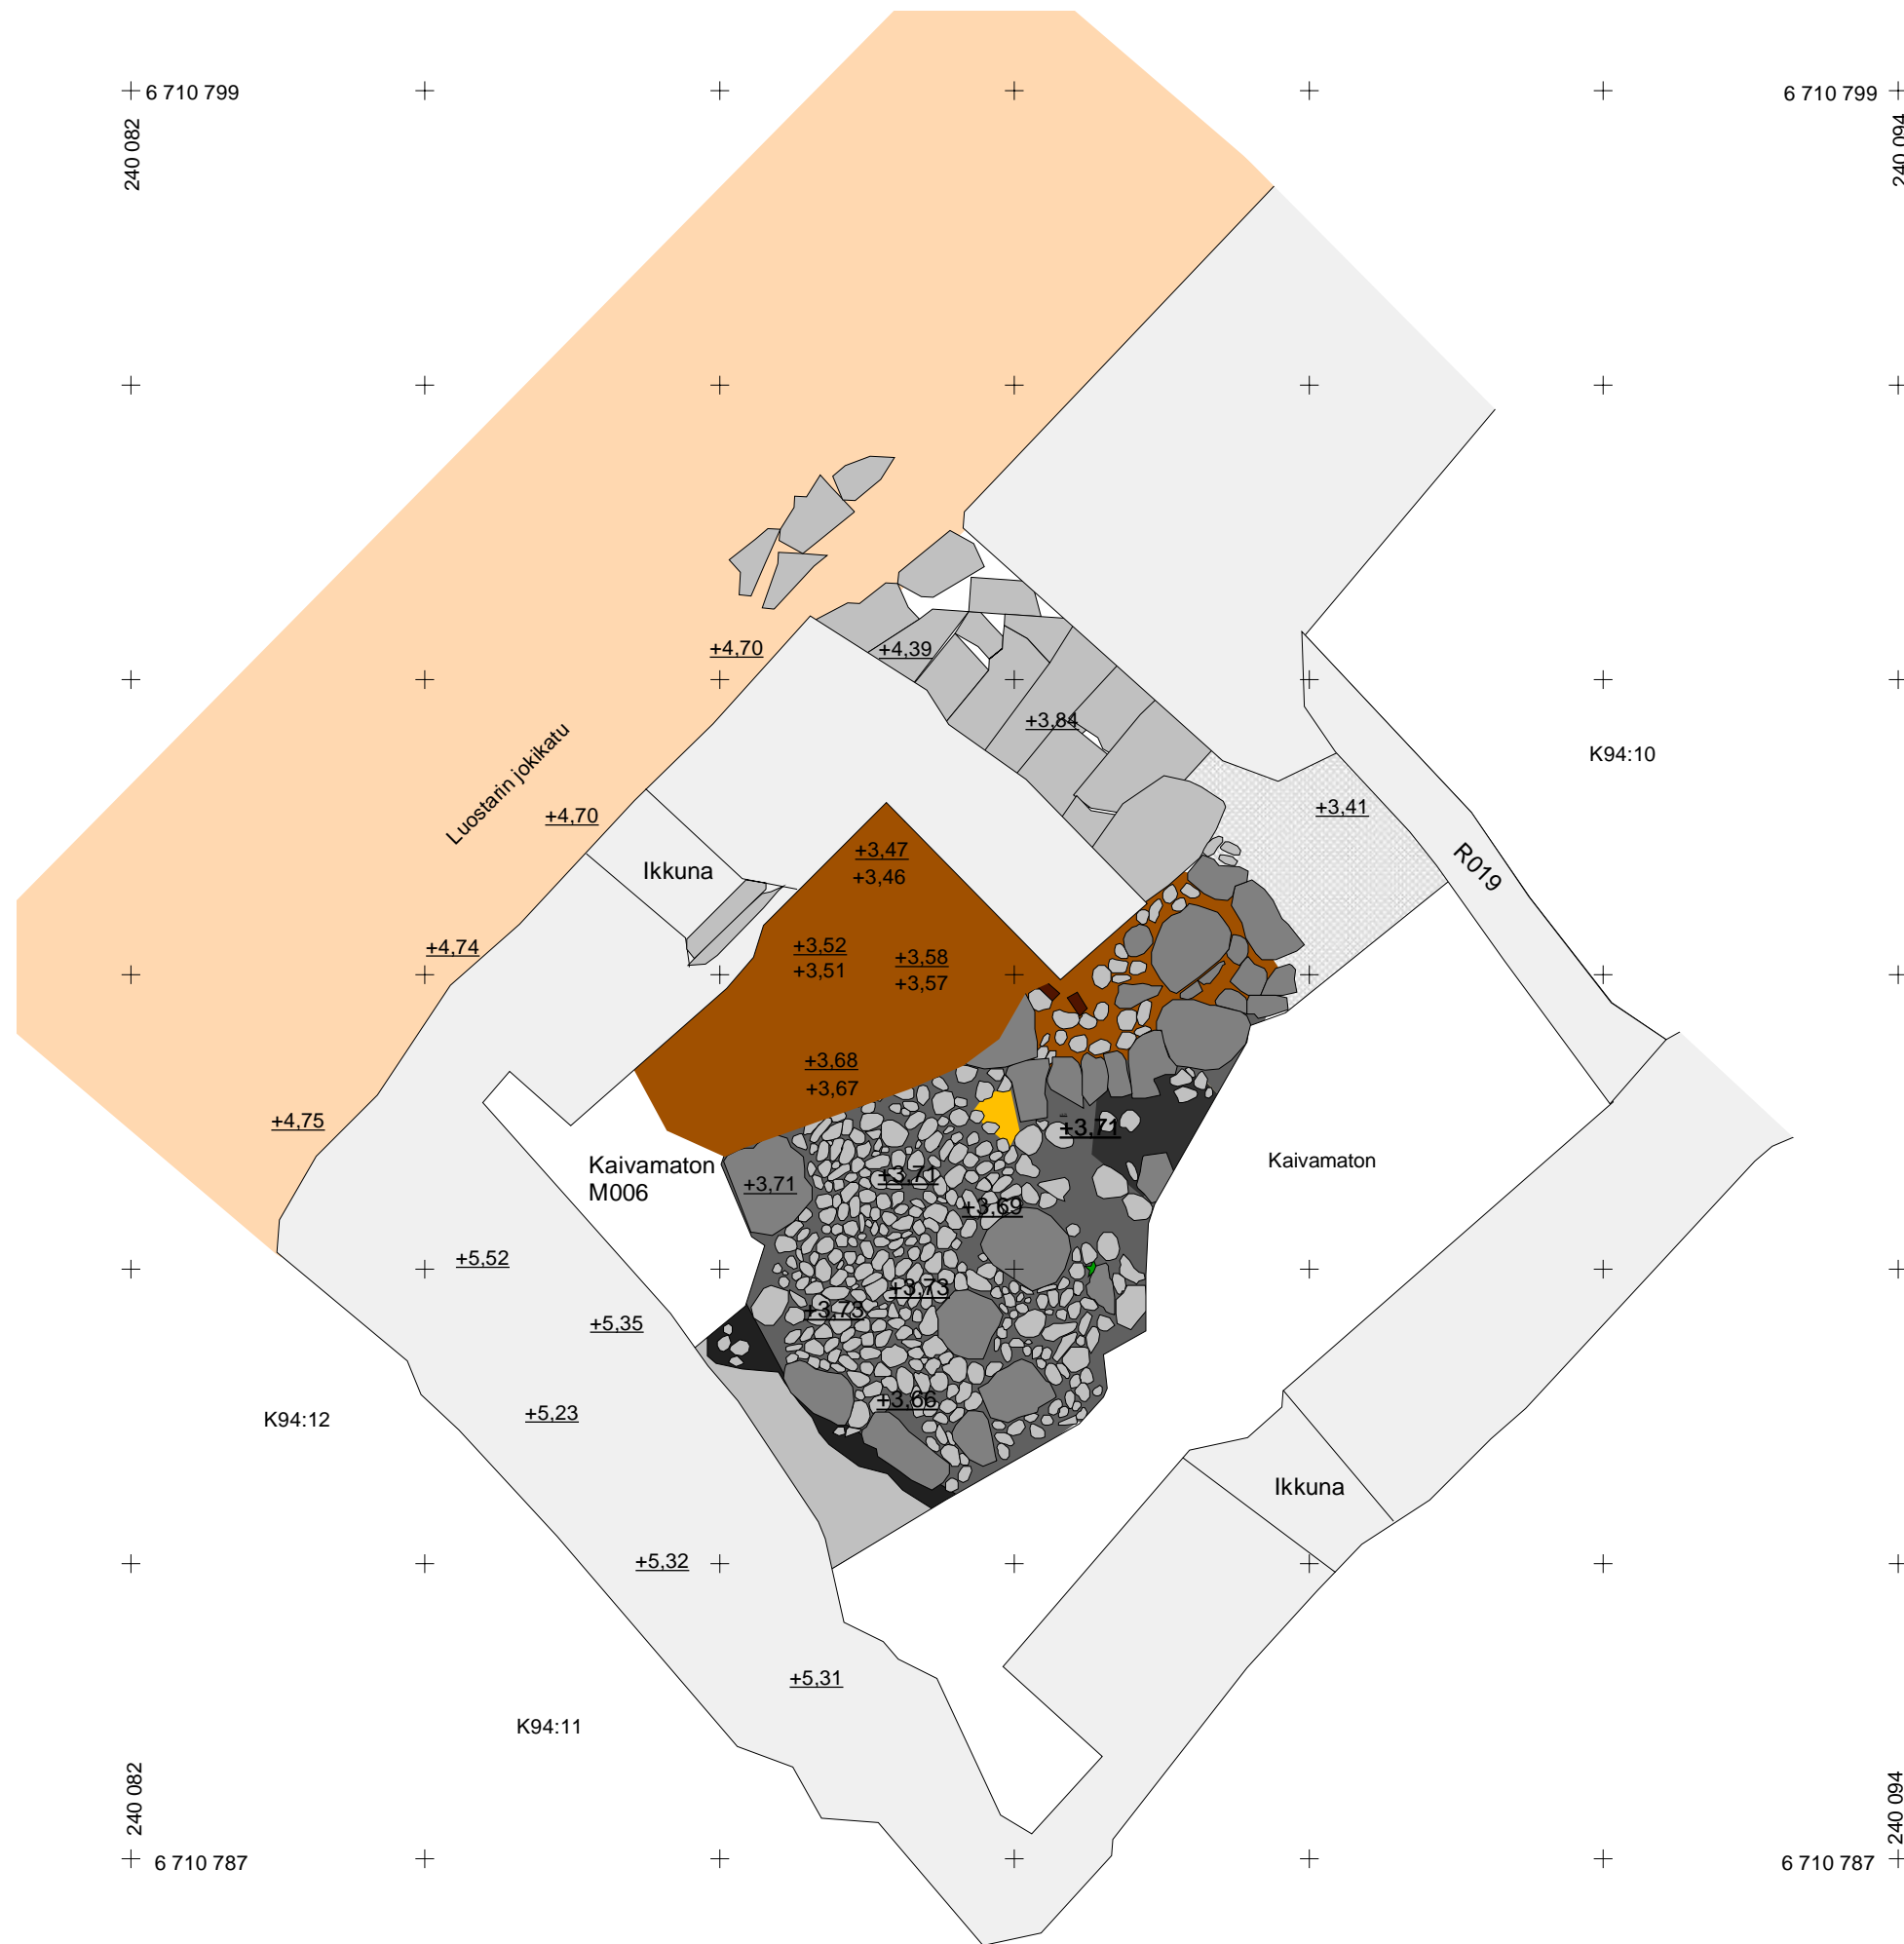 6 710 799
6 710 799
240 082
240 094
+4,70
+4,39
+3,84
Luostarin jokikatu
K94:10
+4,70
+3,41
Ikkuna
+3,47
+3,46
R019
+4,74
+3,52
+3,51
+3,58
+3,57
+3,68
+3,67
+4,75
+3,71
Kaivamaton
M006
Kaivamaton
+3,71
+3,71
+3,69
+5,52
+3,73
+3,73
+5,35
+3,66
K94:12
+5,23
Ikkuna
+5,32
+5,31
K94:11
240 082
240 094
6 710 787
6 710 787